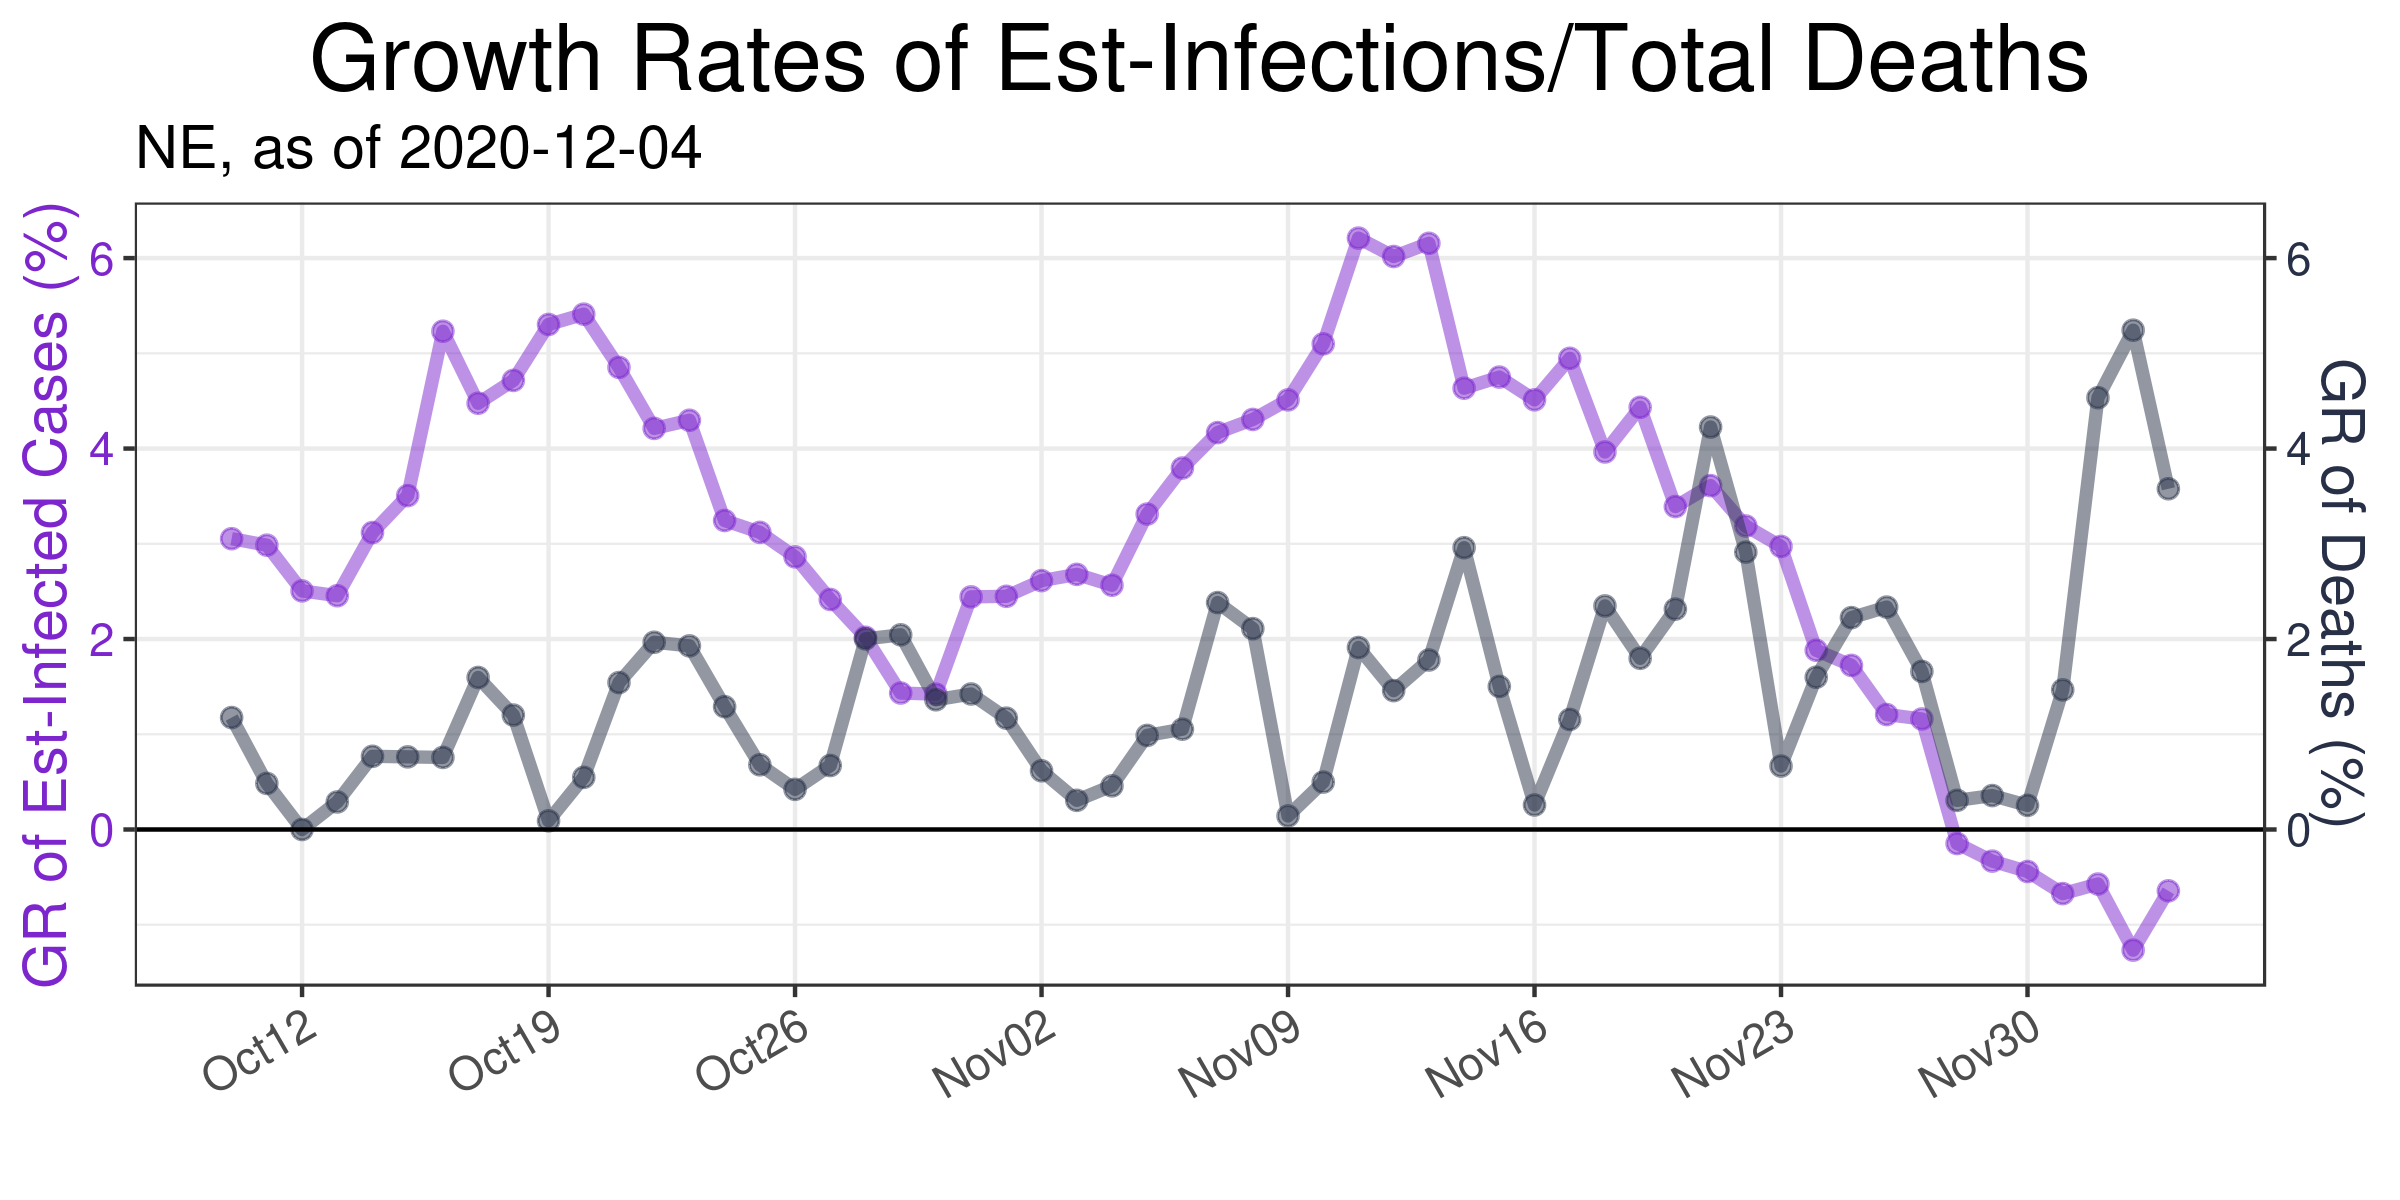 Growth Rates of Est-Infections/Total Deaths
NE, as of 2020-12-04
GR of Est-Infected Cases (%)
6
4
2
0
6
4
2
0
GR of Deaths (%)
Oct12
Oct19
Oct26
Nov02
Nov09
Nov16
Nov23
Nov30